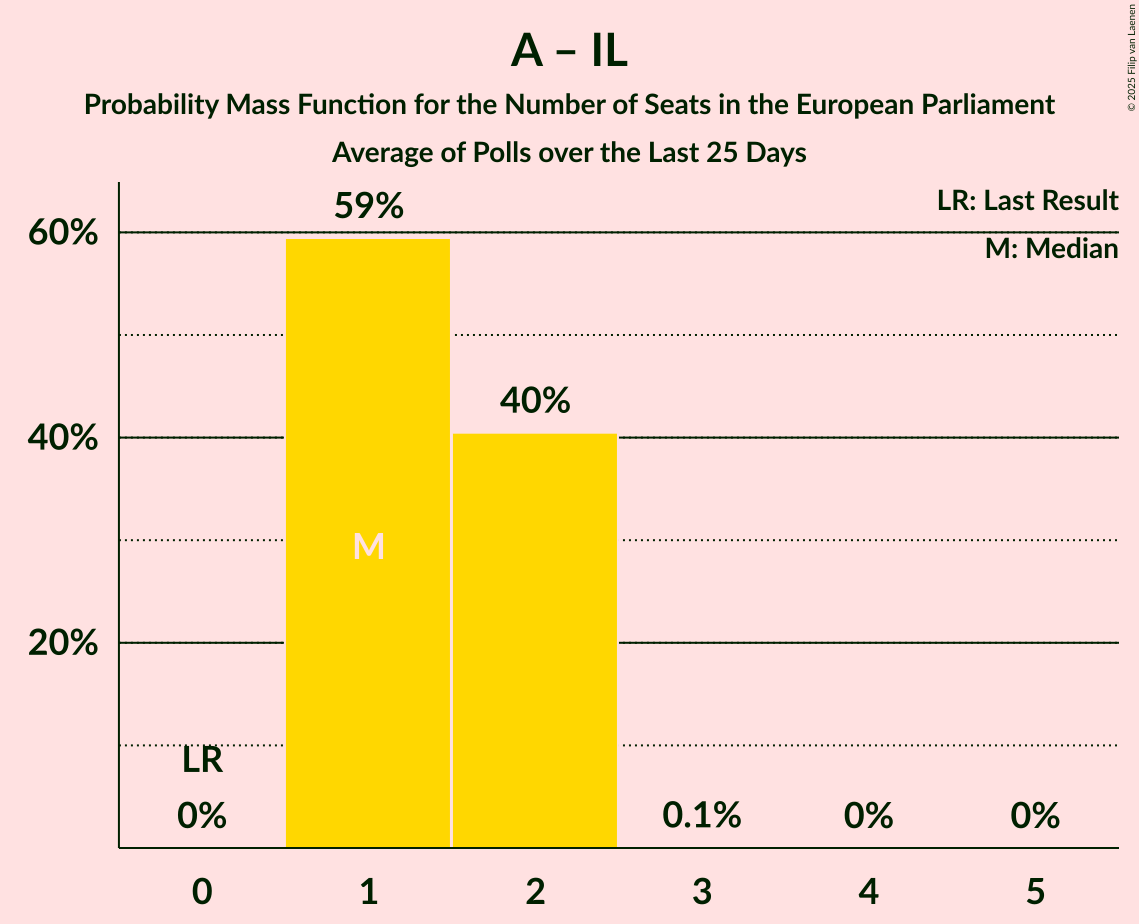 A – IL
Probability Mass Function for the Number of Seats in the European Parliament
Average of Polls over the Last 25 Days
© 2025 Filip van Laenen
LR: Last Result
M: Median
60%
40%
20%
59%
40%
M
LR
0%
0.1%
0%
0%
0
1
2
3
4
5